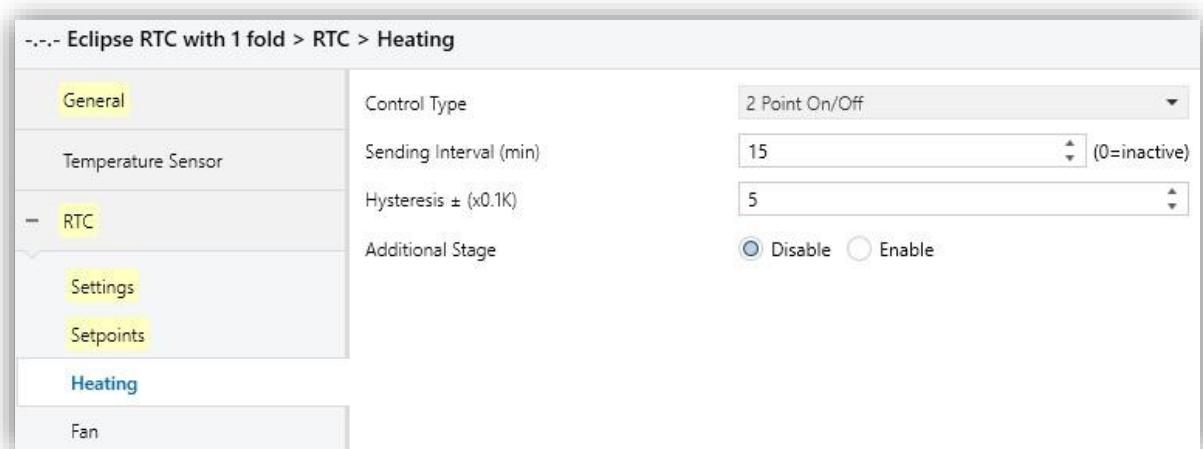 -.-.- Eclipse RTC with 1 fold > RTC > Heating
General
Temperature Sensor
RTC
Settings
Setpoints
Heating
Fan
Control Type 2 Point On/Off
Sending Interval (min) 15 (0=inactive)
Hysteresis ± (x0.1K) 5
Additional Stage Disable Enable